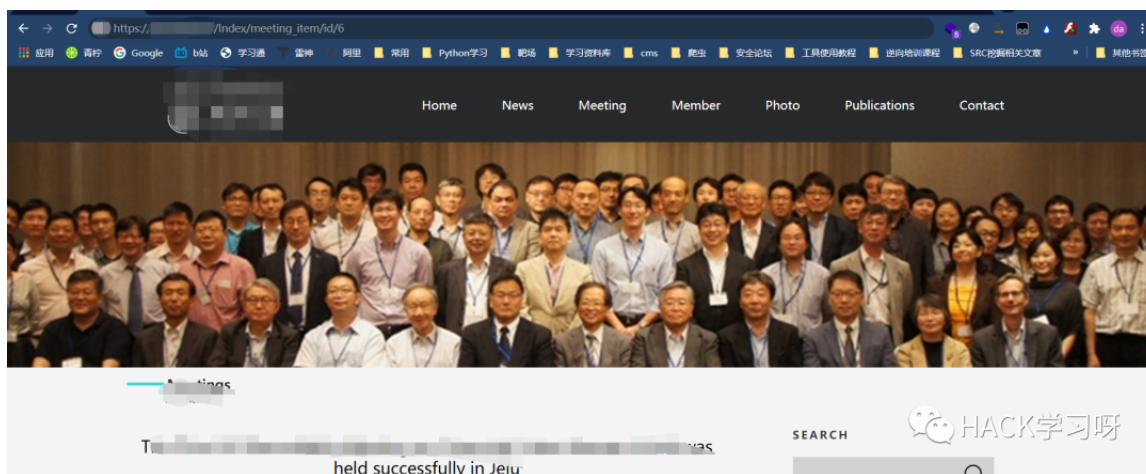 https:// /Index/meeting_item/id/6
应用 青柠 Google b站 学习通 雷神 阿里 常用 Python学习 靶场 学习资料库 cms 爬虫 安全论坛 工具使用教程 逆向培训课程 SRC挖掘相关文章 » 其他书签
Home News Meeting Member Photo Publications Contact
was
held successfully in Jeju
SEARCH
HACK学习呀